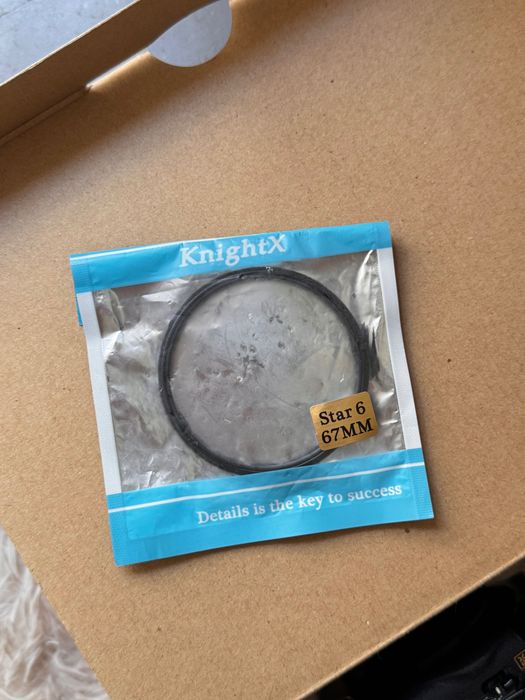 KnightX
Star 6
67MM
Details is the key to success